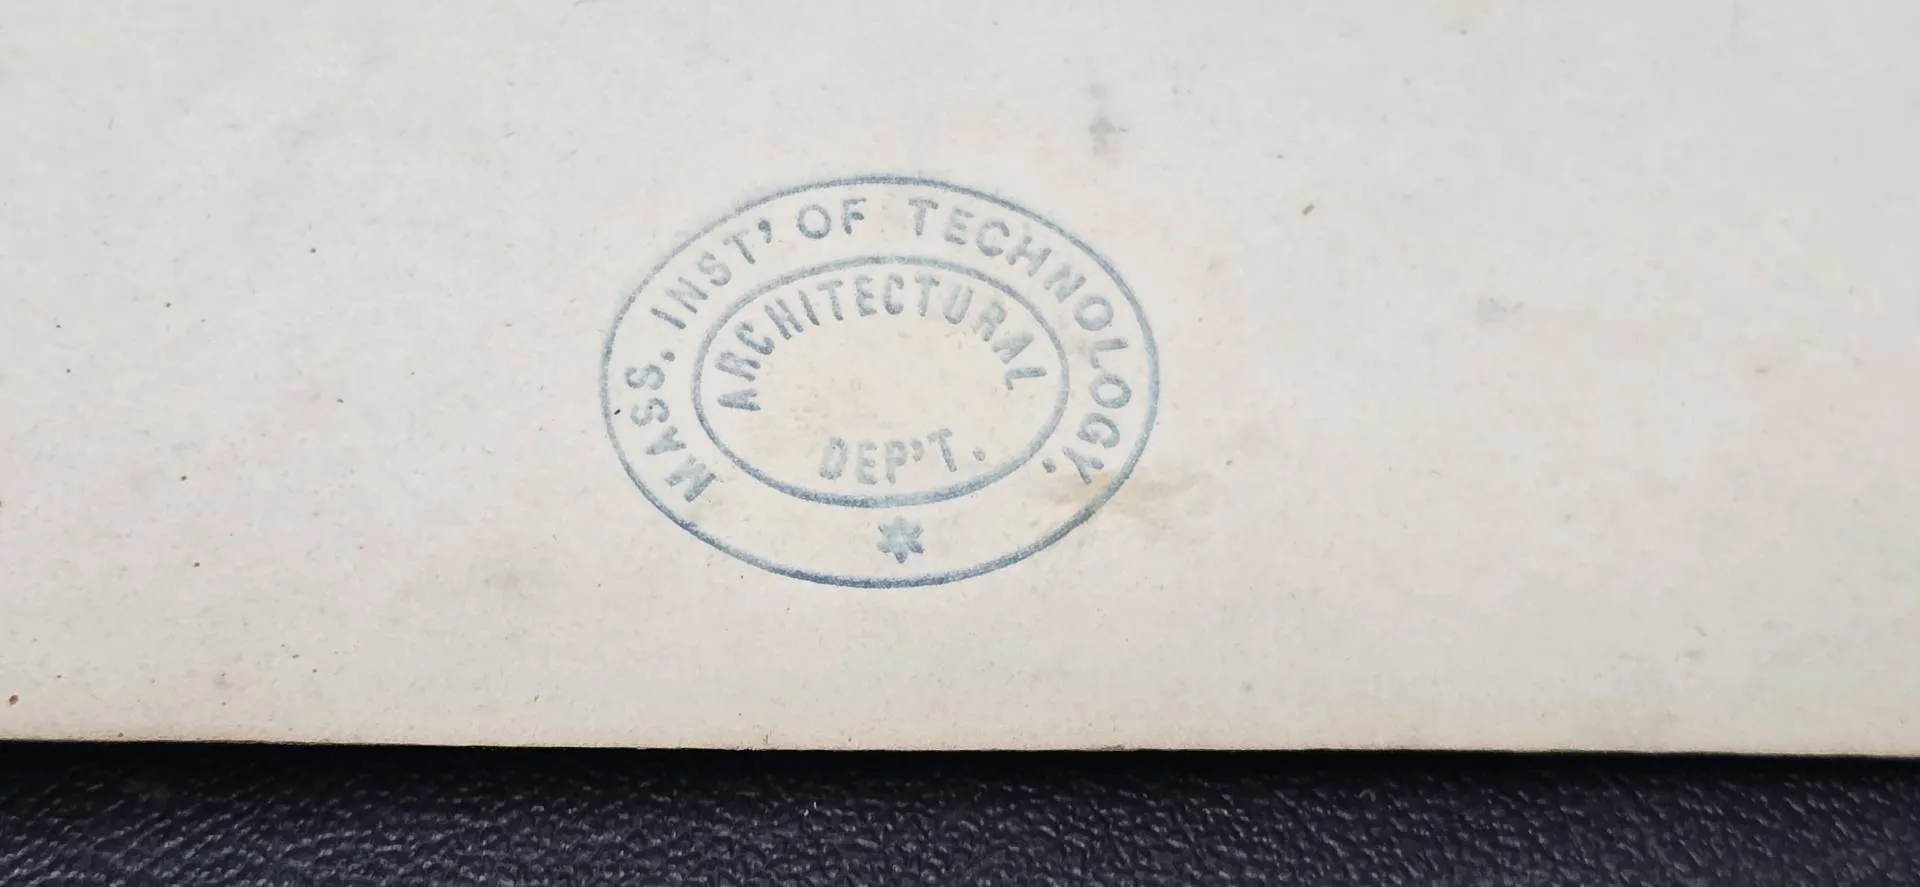 MASS. INST' OF TECHNOLOGY.
ARCHITECTURAL
DEP'T.